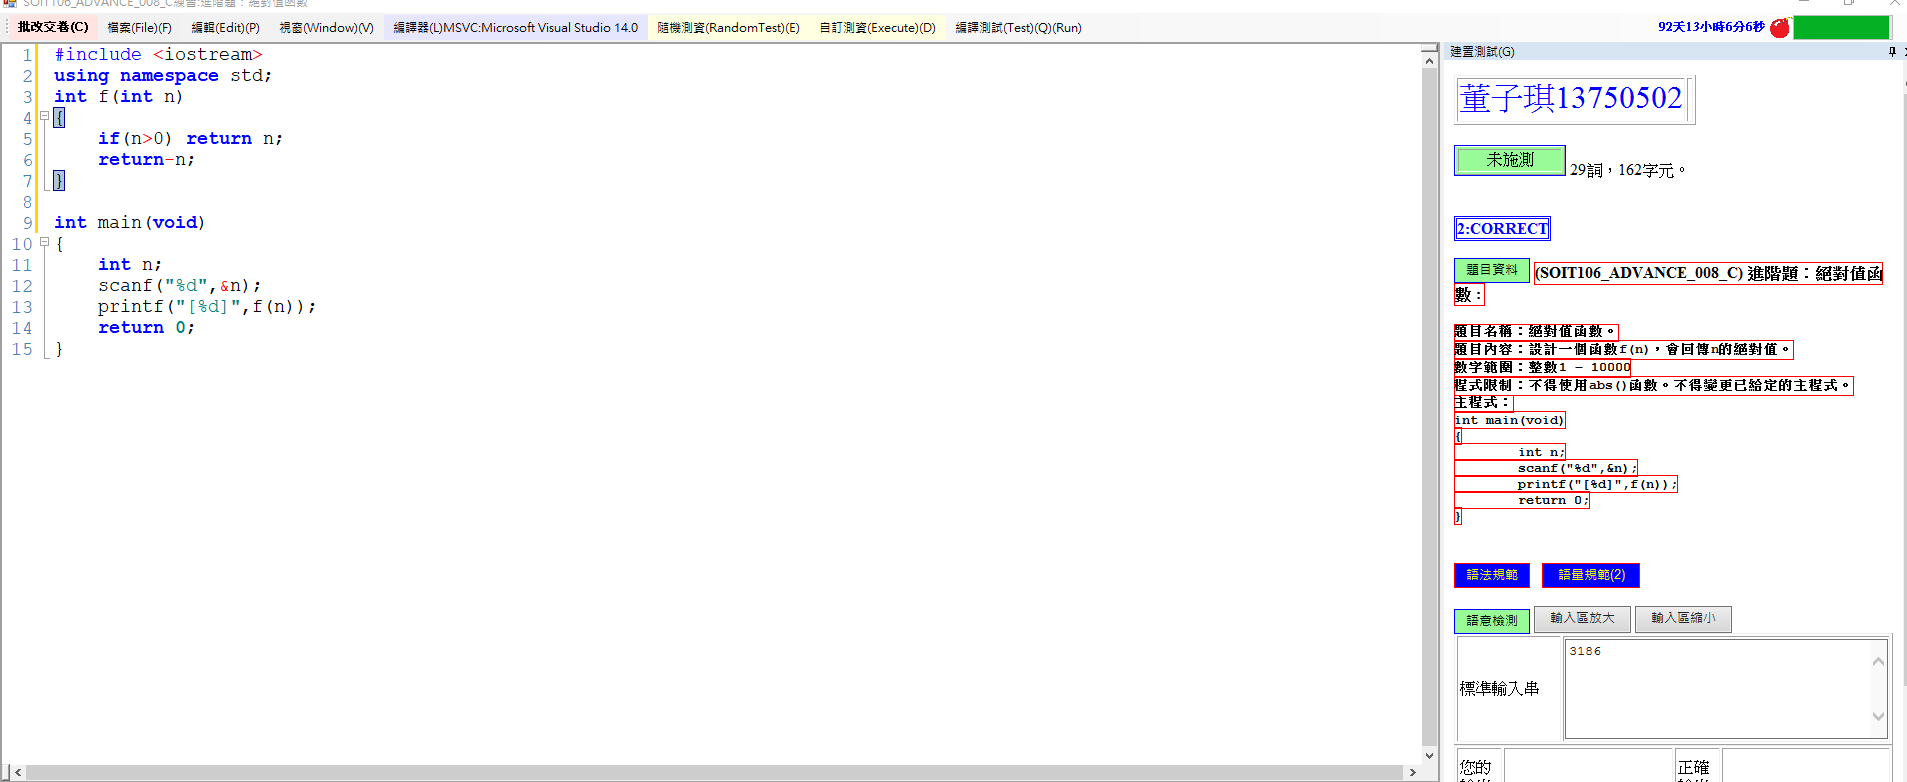 SOIT106_ADVANCE_008_C練習:進階題：絕對值函數
批改交卷(C) 檔案(File)(F) 編輯(Edit)(P) 視窗(Window)(V) 編譯器(L)MSVC:Microsoft Visual Studio 14.0 隨機測資(RandomTest)(E) 自訂測資(Execute)(D) 編譯測試(Test)(Q)(Run) 92天13小時6分6秒
1 #include <iostream>
2 using namespace std;
3 int f(int n)
4 {
5 if(n>0) return n;
6 return-n;
7 }
8
9 int main(void)
10 {
11 int n;
12 scanf("%d",&n);
13 printf("[%d]",f(n));
14 return 0;
15 }
建置測試(G)
董子琪13750502
未施測 29詞，162字元。
2:CORRECT
題目資料 (SOIT106_ADVANCE_008_C) 進階題：絕對值函
數：
題目名稱：絕對值函數。
題目內容：設計一個函數f(n)，會回傳n的絕對值。
數字範圍：整數1 - 10000
程式限制：不得使用abs()函數。不得變更已給定的主程式。
主程式：
int main(void)
{
int n;
scanf("%d",&n);
printf("[%d]",f(n));
return 0;
}
語法規範 語量規範(2)
語意檢測 輸入區放大 輸入區縮小
標準輸入串 3186
您的 正確